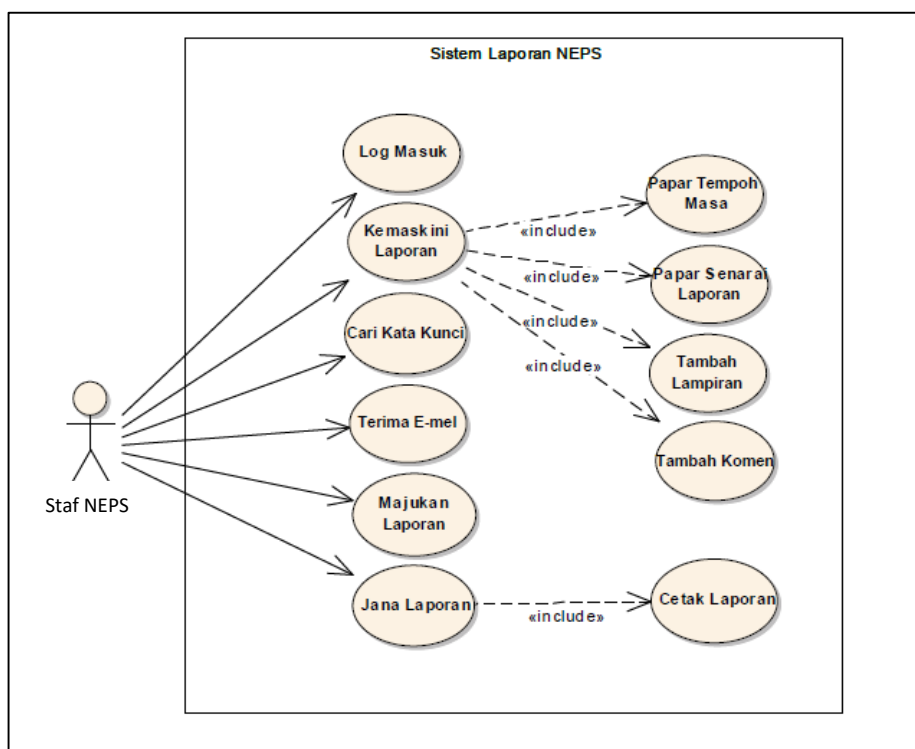 Sistem Laporan NEPS
Log Masuk
Kemaskini
Laporan
Cari Kata Kunci
Terima E-mel
Majukan
Laporan
Jana Laporan
Staf NEPS
«include»
«include»
«include»
«include»
«include»
Papar Tempoh
Masa
Papar Senarai
Laporan
Tambah
Lampiran
Tambah Komen
Cetak Laporan